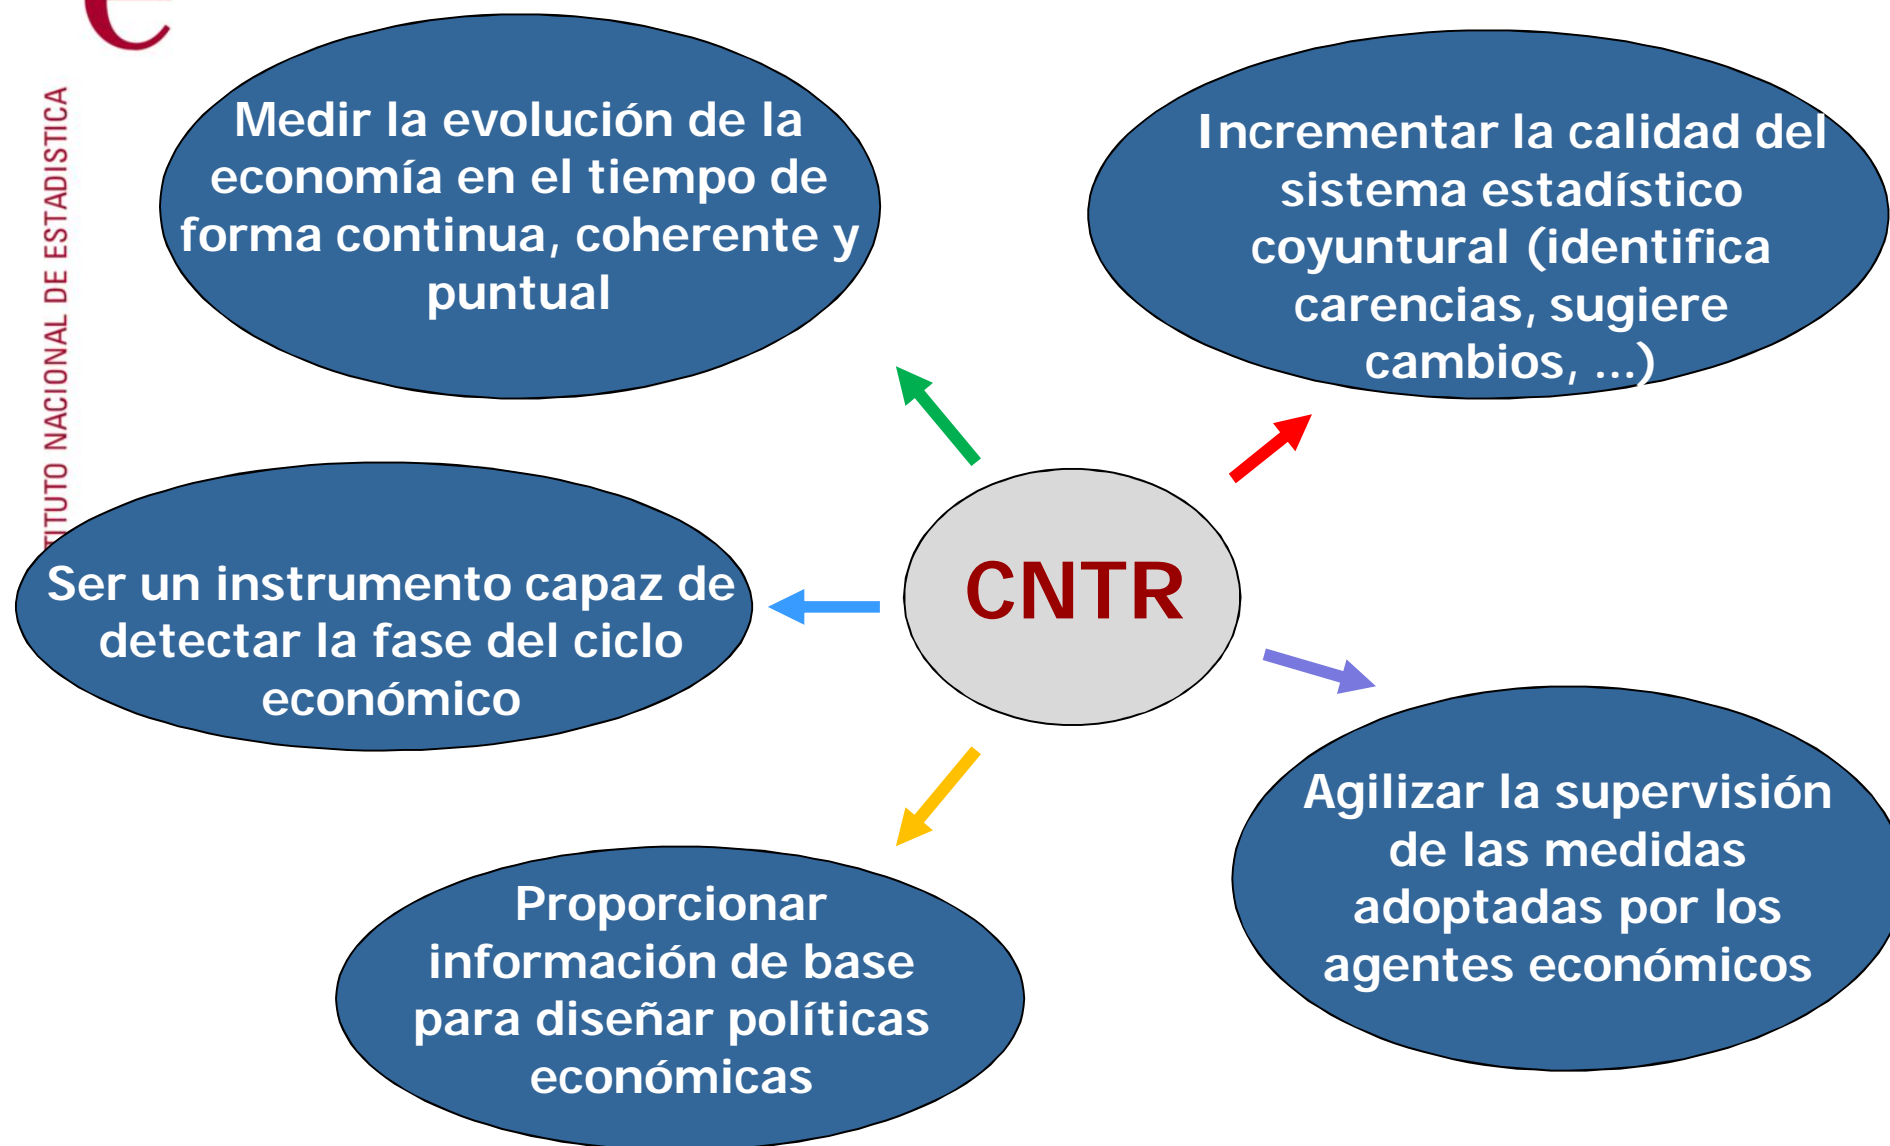 Medir la evolución de la
economía en el tiempo de
forma continua, coherente y
puntual
Incrementar la calidad del
sistema estadístico
coyuntural (identifica
carencias, sugiere
cambios, ...)
NACIONAL DE ESTADISTICA
Ser un instrumento capaz de
detectar la fase del ciclo
económico
CNTR
Agilizar la supervisión
de las medidas
adoptadas por los
agentes económicos
Proporcionar
información de base
para diseñar políticas
económicas